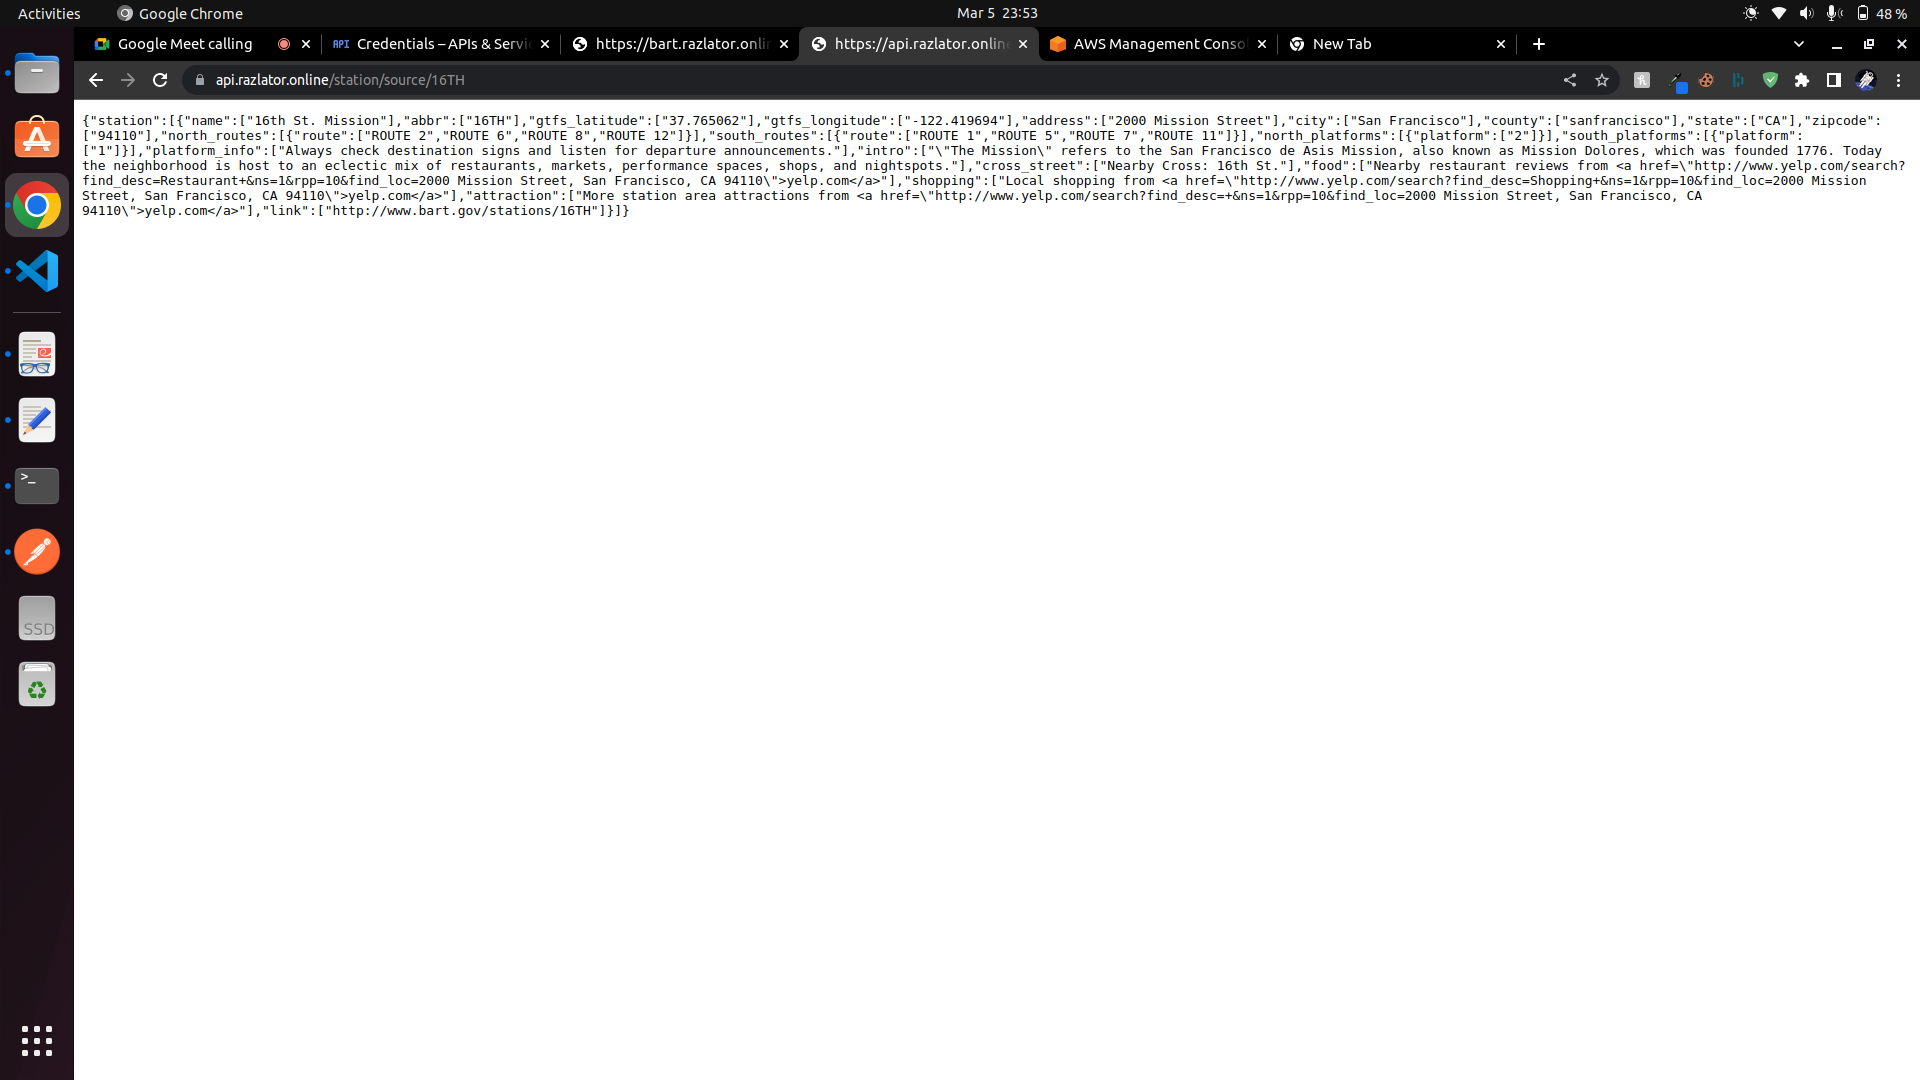 Activities
Google Chrome
Mar 5 23:53
48 %
Google Meet calling
API
Credentials – APIs & Servi
https://bart.razlator.onli
https://api.razlator.online
AWS Management Consol
New Tab
api.razlator.online/station/source/16TH
{"station":[{"name":["16th St. Mission"],"abbr":["16TH"],"gtfs_latitude":["37.765062"],"gtfs_longitude":["-122.419694"],"address":["2000 Mission Street"],"city":["San Francisco"],"county":["sanfrancisco"],"state":["CA"],"zipcode":
["94110"],"north_routes":[{"route":["ROUTE 2","ROUTE 6","ROUTE 8","ROUTE 12"]}],"south_routes":[{"route":["ROUTE 1","ROUTE 5","ROUTE 7","ROUTE 11"]}],"north_platforms":[{"platform":["2"]}],"south_platforms":[{"platform":
["1"]}],"platform_info":["Always check destination signs and listen for departure announcements."],"intro":["\"The Mission\" refers to the San Francisco de Asis Mission, also known as Mission Dolores, which was founded 1776. Today
the neighborhood is host to an eclectic mix of restaurants, markets, performance spaces, shops, and nightspots."],"cross_street":["Nearby Cross: 16th St."],"food":["Nearby restaurant reviews from <a href=\"http://www.yelp.com/search?
find_desc=Restaurant+&ns=1&rpp=10&find_loc=2000 Mission Street, San Francisco, CA 94110\">yelp.com</a>"],"shopping":["Local shopping from <a href=\"http://www.yelp.com/search?find_desc=Shopping+&ns=1&rpp=10&find_loc=2000 Mission
Street, San Francisco, CA 94110\">yelp.com</a>"],"attraction":["More station area attractions from <a href=\"http://www.yelp.com/search?find_desc=+&ns=1&rpp=10&find_loc=2000 Mission Street, San Francisco, CA
94110\">yelp.com</a>"],"link":["http://www.bart.gov/stations/16TH"]}]}
>_
SSD